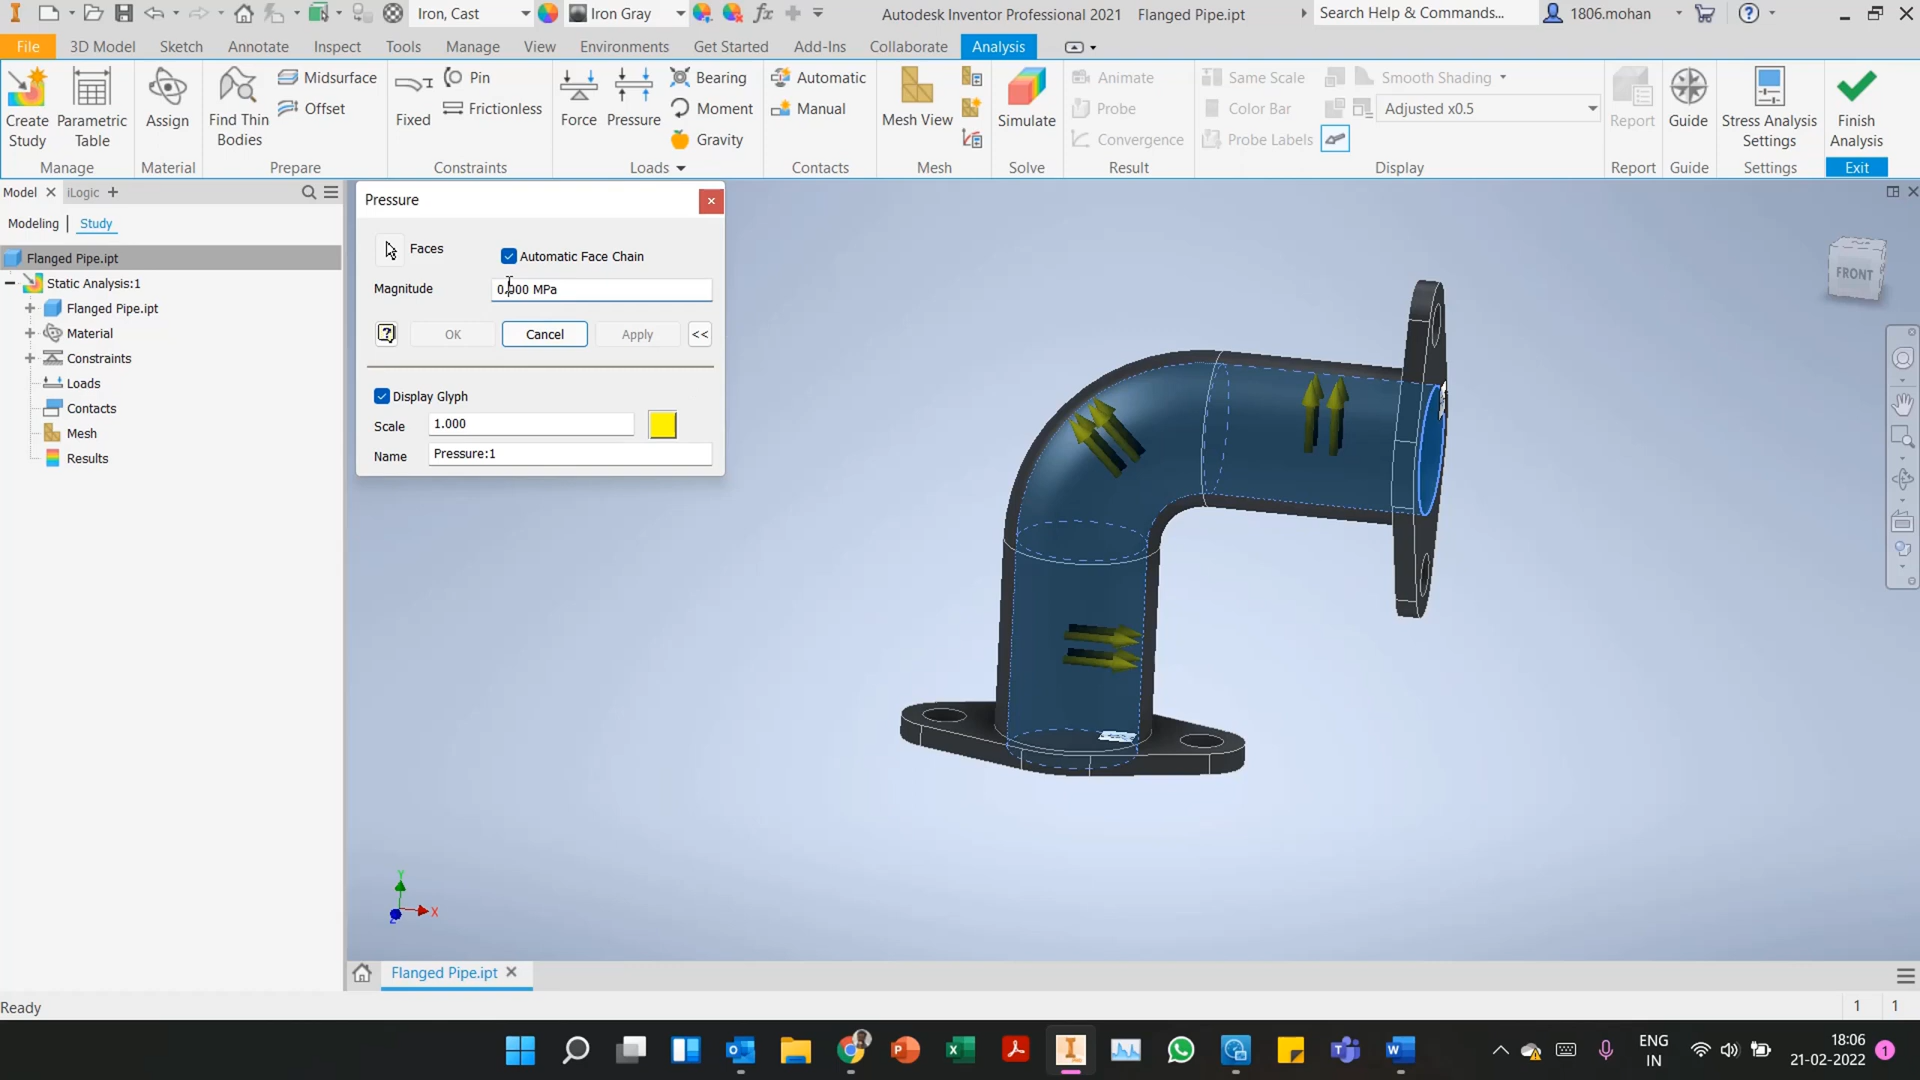 Iron, Cast
Iron Gray
fx
Autodesk Inventor Professional 2021 Flanged Pipe.ipt
Search Help & Commands...
1806.mohan
File
3D Model
Sketch
Annotate
Inspect
Tools
Manage
View
Environments
Get Started
Add-Ins
Collaborate
Analysis
Create Study
Parametric Table
Manage
Assign
Material
Find Thin Bodies
Midsurface
Offset
Prepare
Fixed
Pin
Frictionless
Constraints
Force
Pressure
Bearing
Moment
Gravity
Loads
Automatic
Manual
Contacts
Mesh View
Mesh
Simulate
Solve
Animate
Probe
Convergence
Result
Same Scale
Color Bar
Probe Labels
Smooth Shading
Adjusted x0.5
Display
Report
Report
Guide
Guide
Stress Analysis Settings
Settings
Finish Analysis
Exit
Model
iLogic
Modeling
Study
Flanged Pipe.ipt
Static Analysis:1
Flanged Pipe.ipt
Material
Constraints
Loads
Contacts
Mesh
Results
Pressure
Faces
Automatic Face Chain
Magnitude
0.000 MPa
OK
Cancel
Apply
<<
Display Glyph
Scale
1.000
Name
Pressure:1
FRONT
Y
X
Z
Flanged Pipe.ipt
Ready
1 1
ENG
IN
18:06
21-02-2022
1